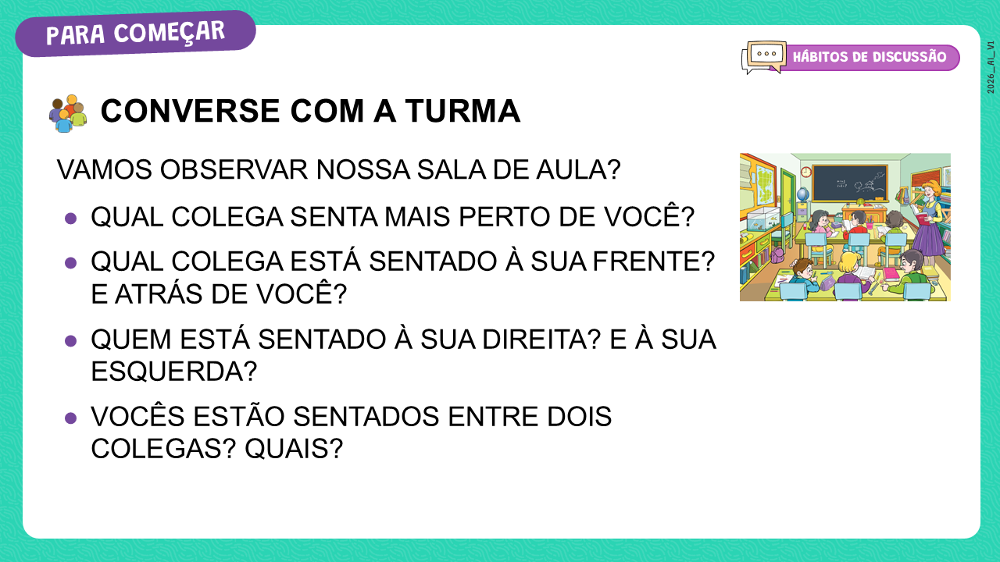 PARA COMEÇAR
HÁBITOS DE DISCUSSÃO
2026_AI_V1
CONVERSE COM A TURMA
VAMOS OBSERVAR NOSSA SALA DE AULA?
● QUAL COLEGA SENTA MAIS PERTO DE VOCÊ?
● QUAL COLEGA ESTÁ SENTADO À SUA FRENTE?
E ATRÁS DE VOCÊ?
● QUEM ESTÁ SENTADO À SUA DIREITA? E À SUA
ESQUERDA?
● VOCÊS ESTÃO SENTADOS ENTRE DOIS
COLEGAS? QUAIS?